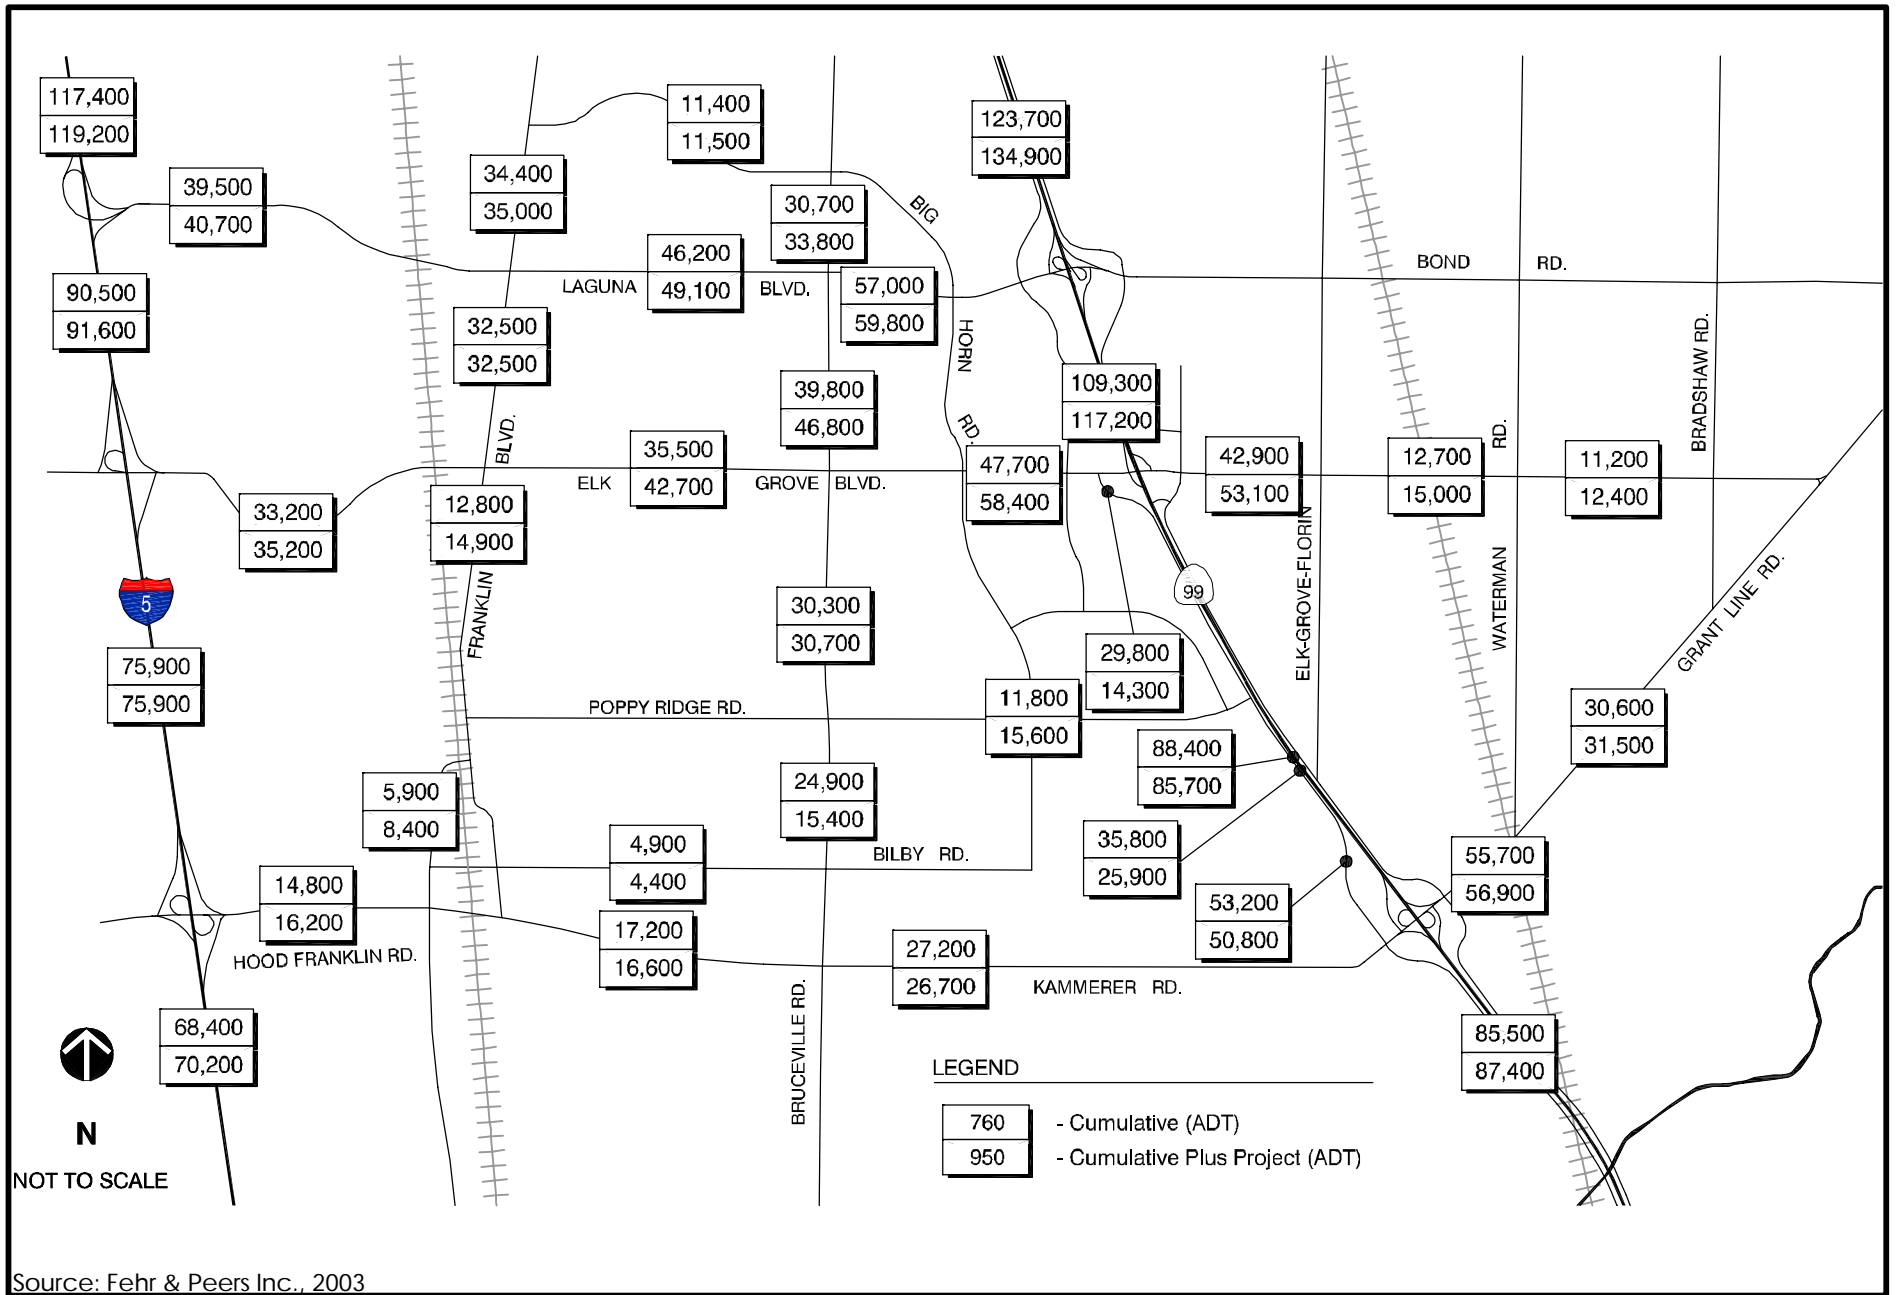 117,400
119,200
11,400
11,500
123,700
134,900
34,400
35,000
39,500
40,700
30,700
33,800
BIG
46,200
49,100
LAGUNA
BLVD.
57,000
59,800
BOND
RD.
90,500
91,600
32,500
32,500
HORN
BRADSHAW RD.
109,300
117,200
39,800
46,800
BLVD.
RD.
35,500
42,700
ELK
GROVE BLVD.
47,700
58,400
42,900
53,100
12,700
15,000
RD.
11,200
12,400
33,200
35,200
12,800
14,900
5
FRANKLIN
30,300
30,700
99
ELK-GROVE-FLORIN
WATERMAN
GRANT LINE RD.
29,800
14,300
75,900
75,900
POPPY RIDGE RD.
11,800
15,600
30,600
31,500
88,400
85,700
5,900
8,400
24,900
15,400
35,800
25,900
4,900
4,400
BILBY RD.
55,700
56,900
14,800
16,200
53,200
50,800
17,200
16,600
27,200
26,700
HOOD FRANKLIN RD.
KAMMERER RD.
BRUCEVILLE RD.
68,400
70,200
85,500
87,400
LEGEND
760 - Cumulative (ADT)
950 - Cumulative Plus Project (ADT)
N
NOT TO SCALE
Source: Fehr & Peers Inc., 2003